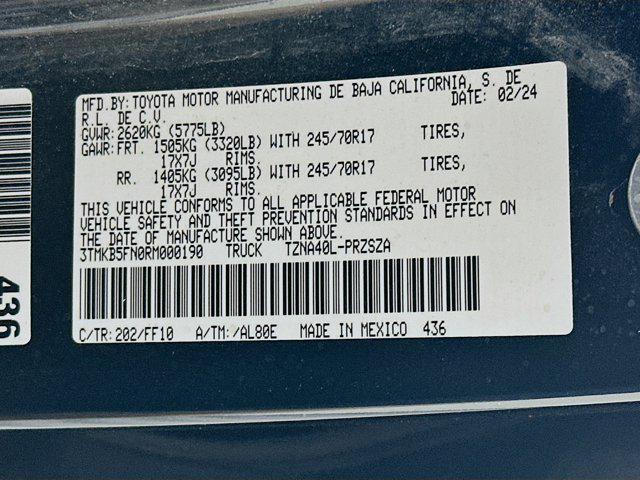 MFD.BY:TOYOTA MOTOR MANUFACTURING DE BAJA CALIFORNIA, S. DE
R.L. DE C.V. DATE: 02/24
GVWR:2620KG (5775LB)
GAWR:FRT. 1505KG (3320LB) WITH 245/70R17 TIRES,
17X7J RIMS.
RR. 1405KG (3095LB) WITH 245/70R17 TIRES,
17X7J RIMS.
THIS VEHICLE CONFORMS TO ALL APPLICABLE FEDERAL MOTOR
VEHICLE SAFETY AND THEFT PREVENTION STANDARDS IN EFFECT ON
THE DATE OF MANUFACTURE SHOWN ABOVE.
3TMKB5FN0RM000190 TRUCK TZNA40L-PRZSZA
C/TR:202/FF10 A/TM:/AL80E MADE IN MEXICO 436
436